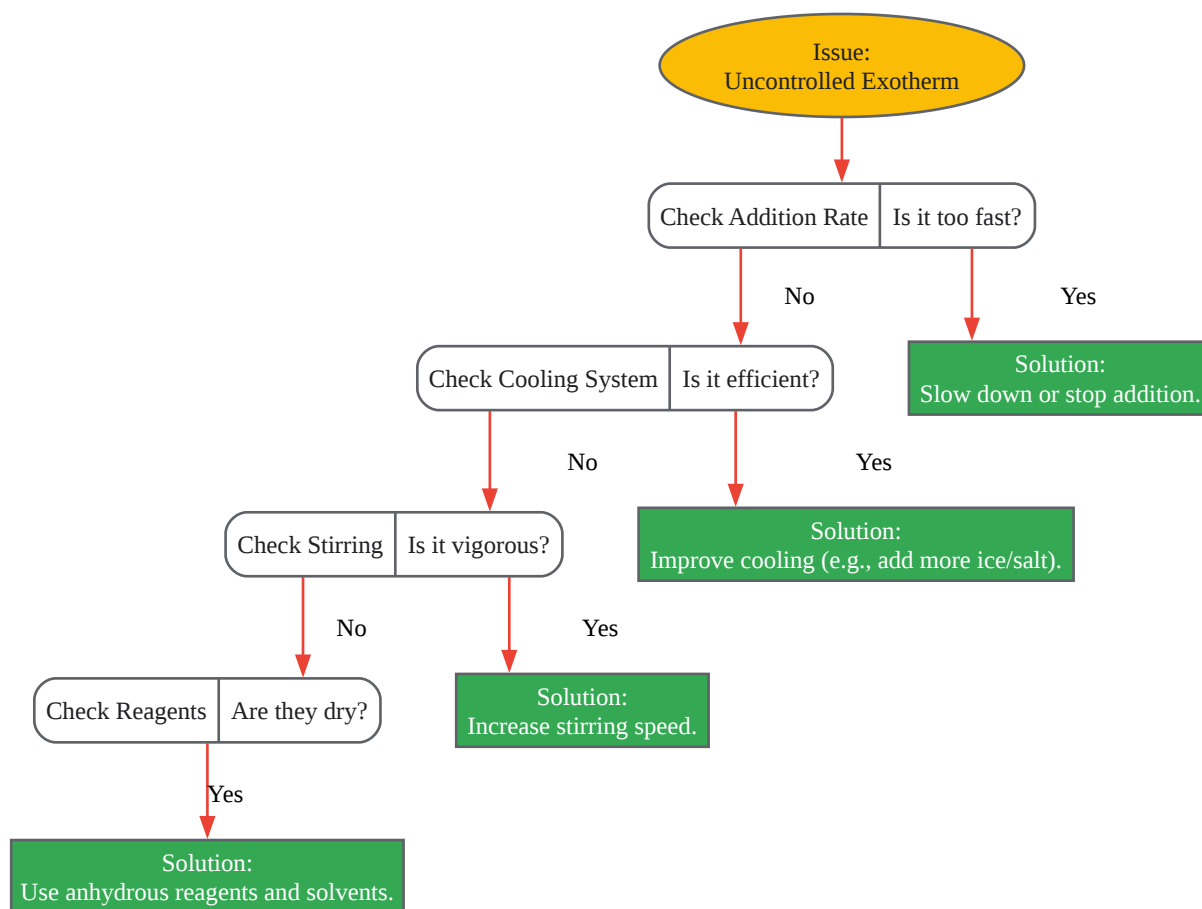 Issue:
Uncontrolled Exotherm
Check Addition Rate
Is it too fast?
No
Yes
Solution:
Slow down or stop addition.
Check Cooling System
Is it efficient?
No
Yes
Solution:
Improve cooling (e.g., add more ice/salt).
Check Stirring
Is it vigorous?
No
Yes
Solution:
Increase stirring speed.
Check Reagents
Are they dry?
Yes
Solution:
Use anhydrous reagents and solvents.